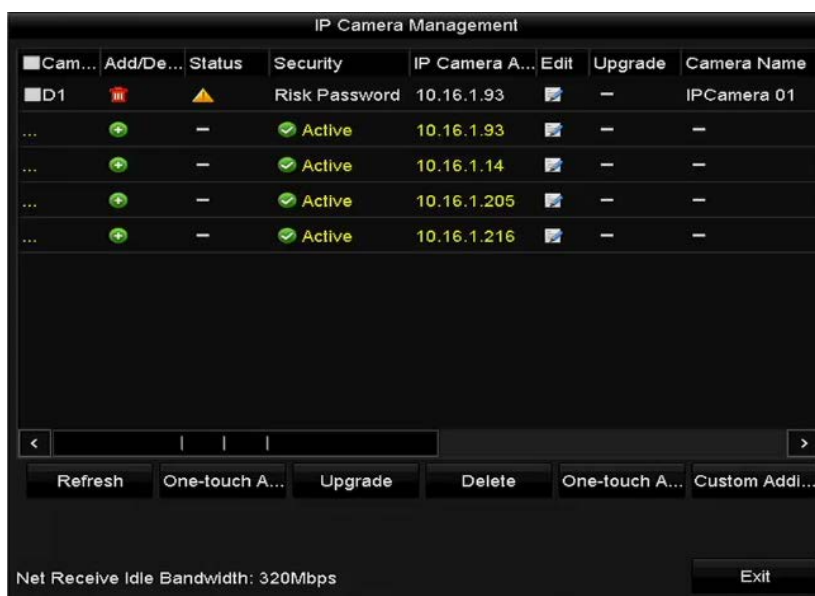 IP Camera Management
Cam... Add/De... Status Security IP Camera A... Edit Upgrade Camera Name
D1 Risk Password 10.16.1.93 – IPCamera 01
... – Active 10.16.1.93 – –
... – Active 10.16.1.14 – –
... – Active 10.16.1.205 – –
... – Active 10.16.1.216 – –
Refresh One-touch A... Upgrade Delete One-touch A... Custom Addi...
Net Receive Idle Bandwidth: 320Mbps Exit